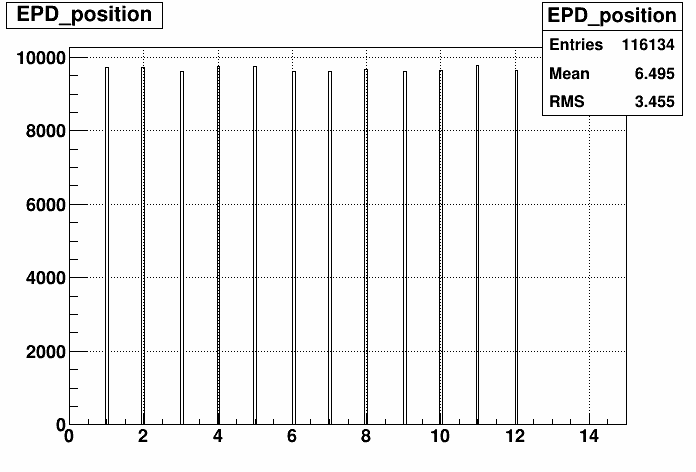 EPD_position
EPD_position
Entries 116134
Mean 6.495
RMS 3.455
10000
8000
6000
4000
2000
0
0 2 4 6 8 10 12 14